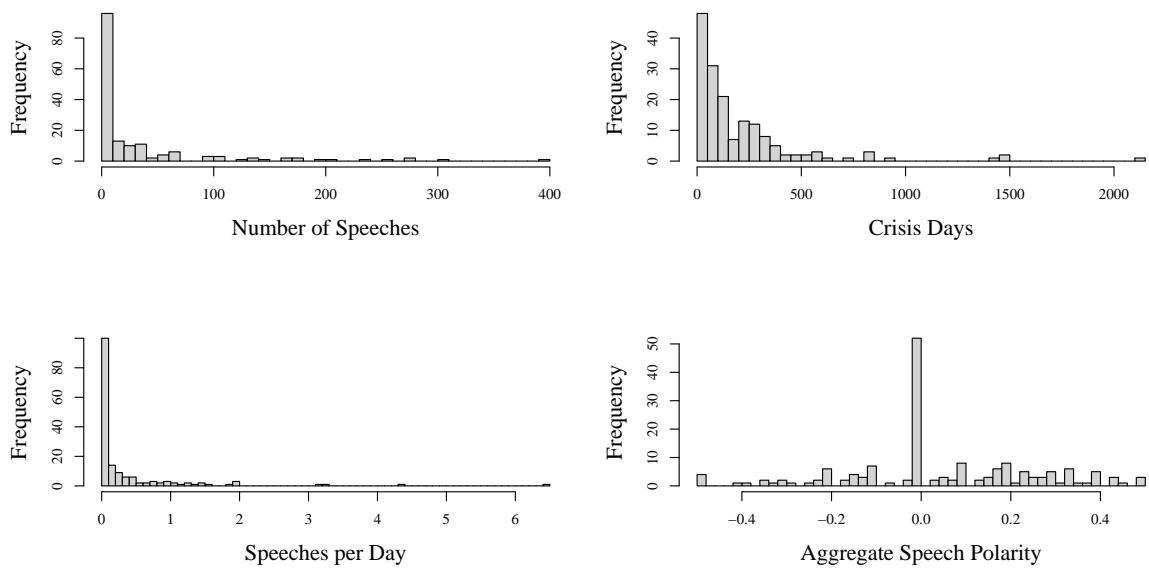 Frequency
0 20 40 60 80
0 100 200 300 400
Number of Speeches
Frequency
0 10 20 30 40
0 500 1000 1500 2000
Crisis Days
Frequency
0 20 40 60 80
0 1 2 3 4 5 6
Speeches per Day
Frequency
0 10 20 30 40 50
−0.4 −0.2 0.0 0.2 0.4
Aggregate Speech Polarity